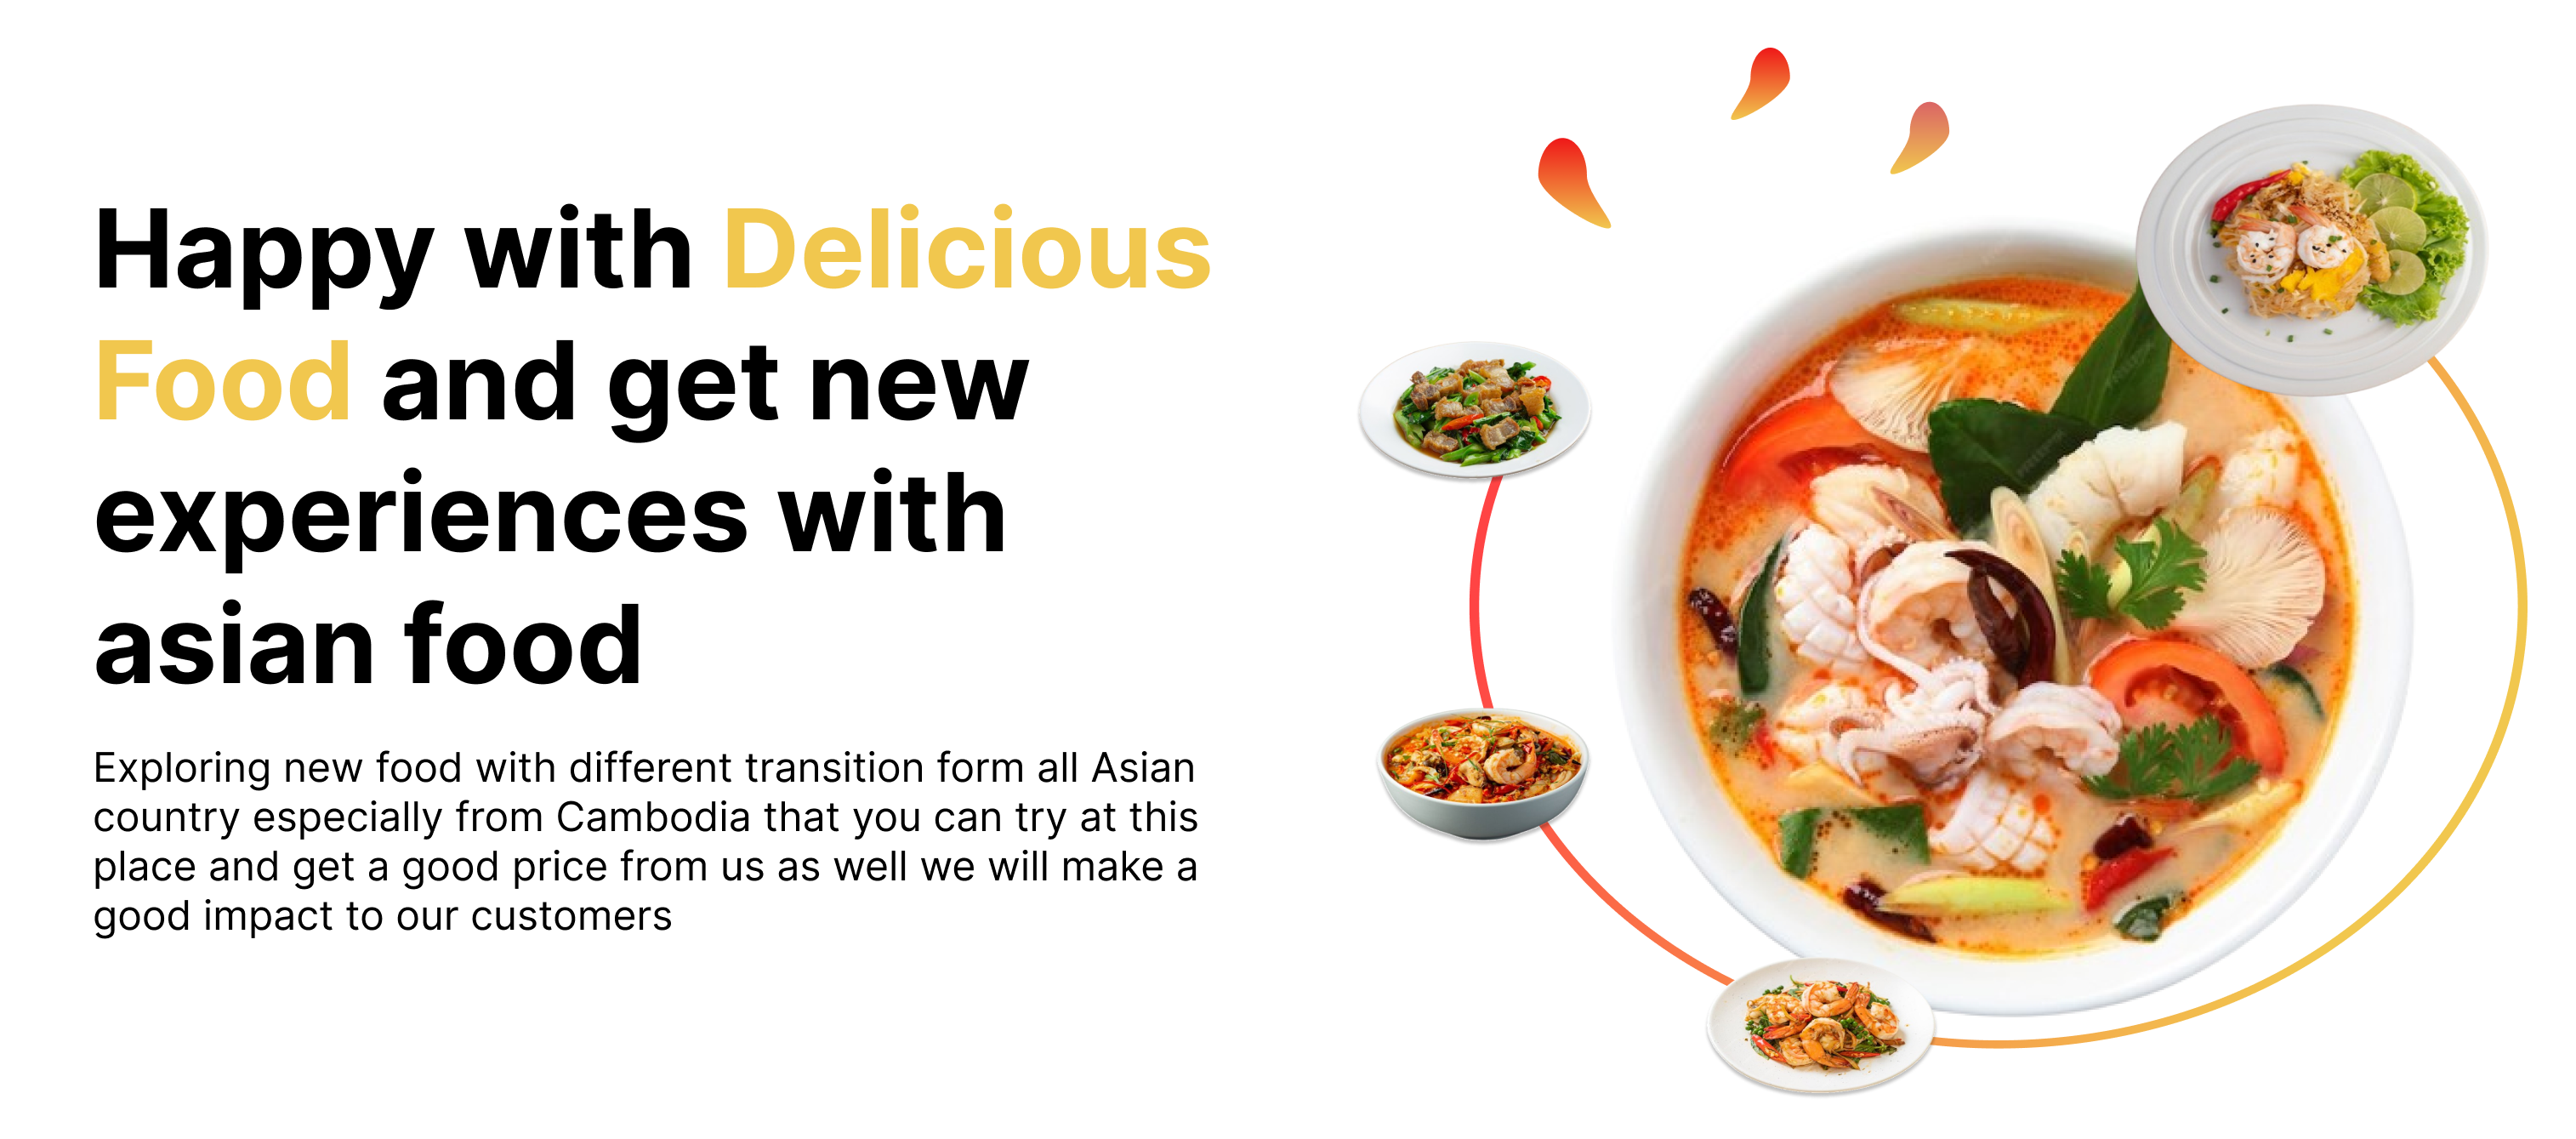 Happy with Delicious
Food and get new
experiences with
asian food
Exploring new food with different transition form all Asian
country especially from Cambodia that you can try at this
place and get a good price from us as well we will make a
good impact to our customers